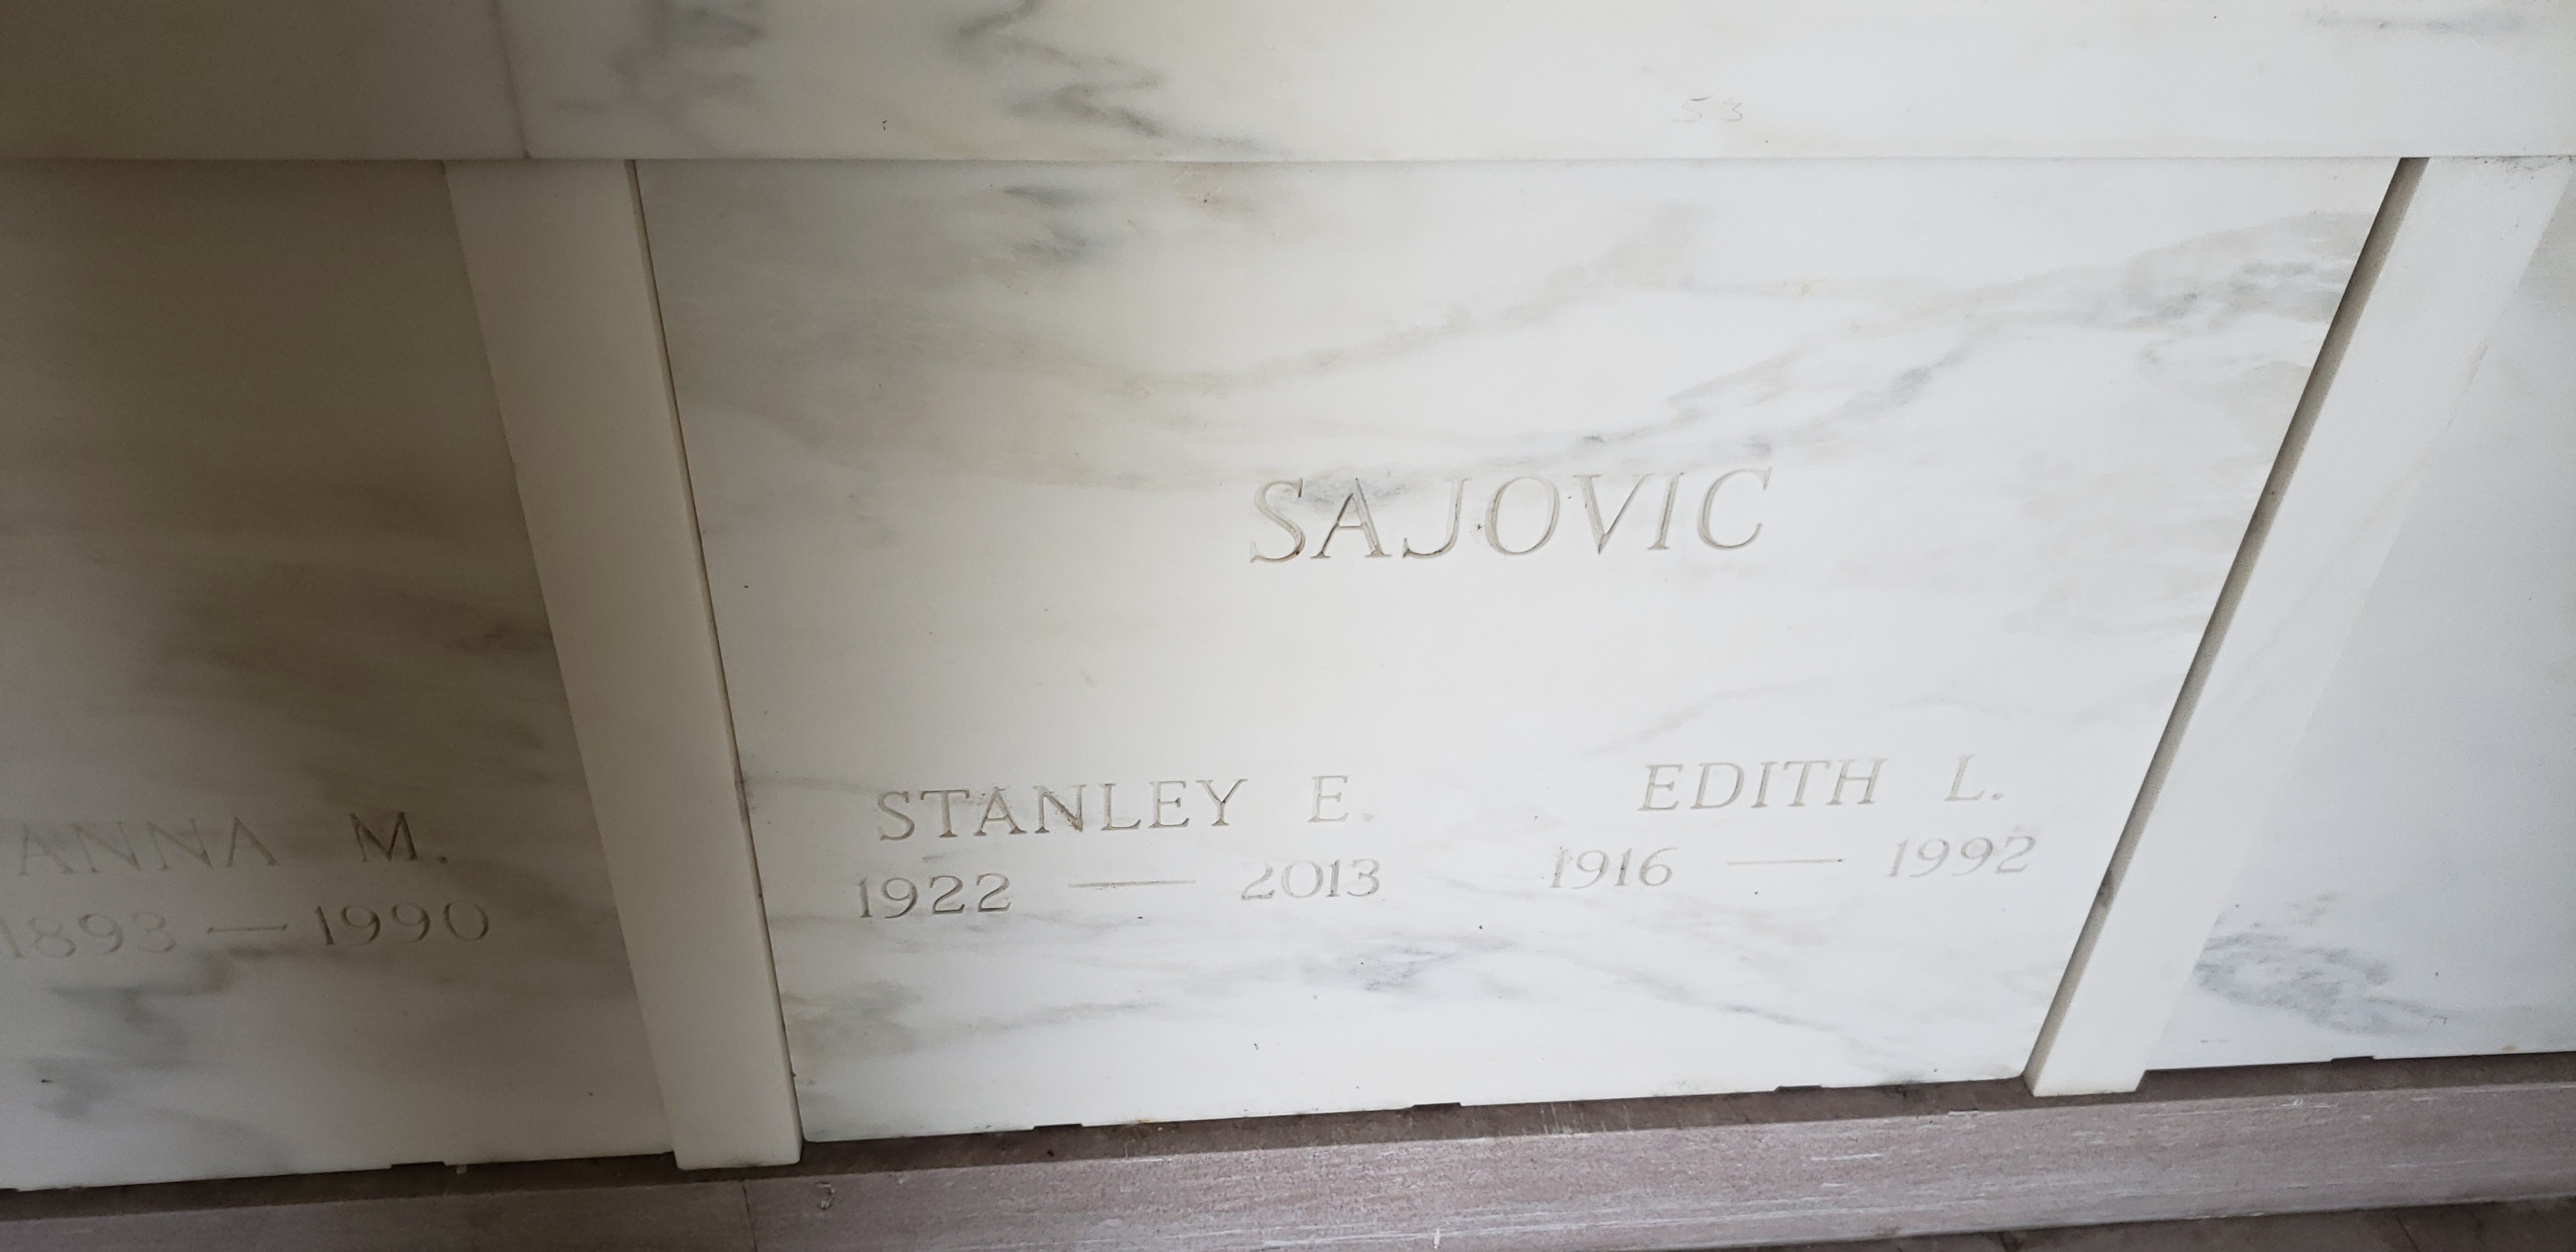 53
SAJOVIC
STANLEY E.
1922 — 2013
EDITH L.
1916 — 1992
ANNA M.
1893 — 1990